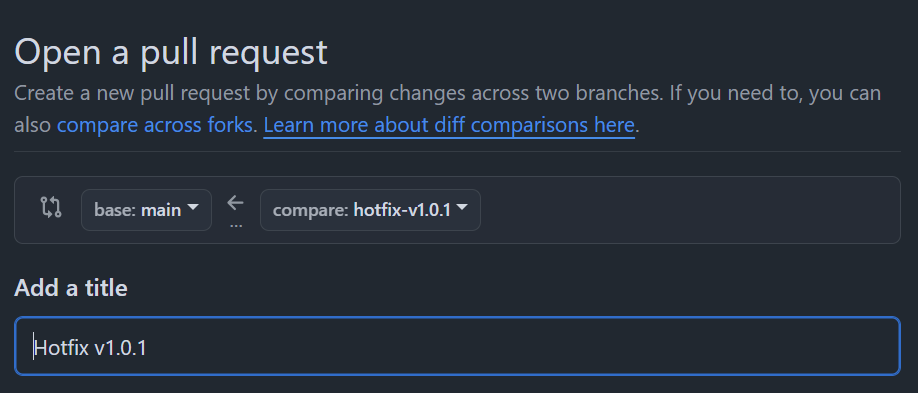 Open a pull request
Create a new pull request by comparing changes across two branches. If you need to, you can
also compare across forks. Learn more about diff comparisons here.
base: main ← compare: hotfix-v1.0.1
...
Add a title
Hotfix v1.0.1